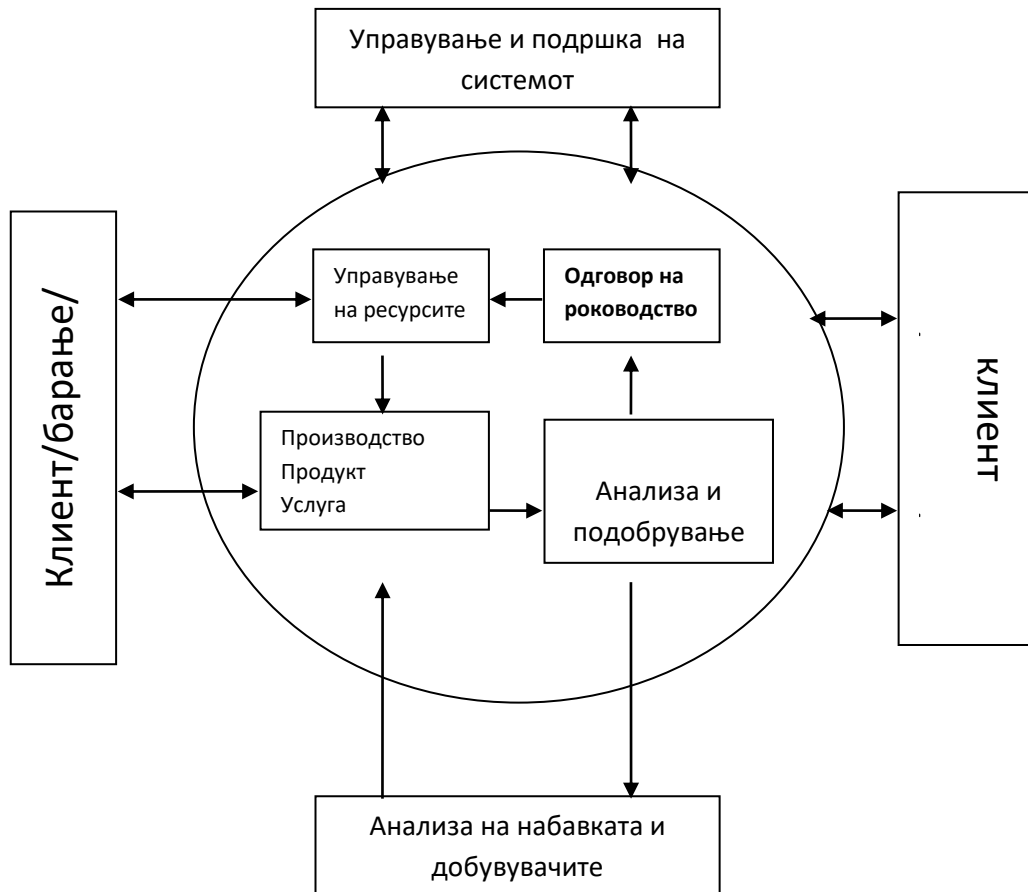 Управување и подршка на
системот
Управување
на ресурсите
Одговор на
роководство
Клиент/барање/
клиент
Производство
Продукт
Услуга
Анализа и
подобрување
Анализа на набавката и
добувувачите